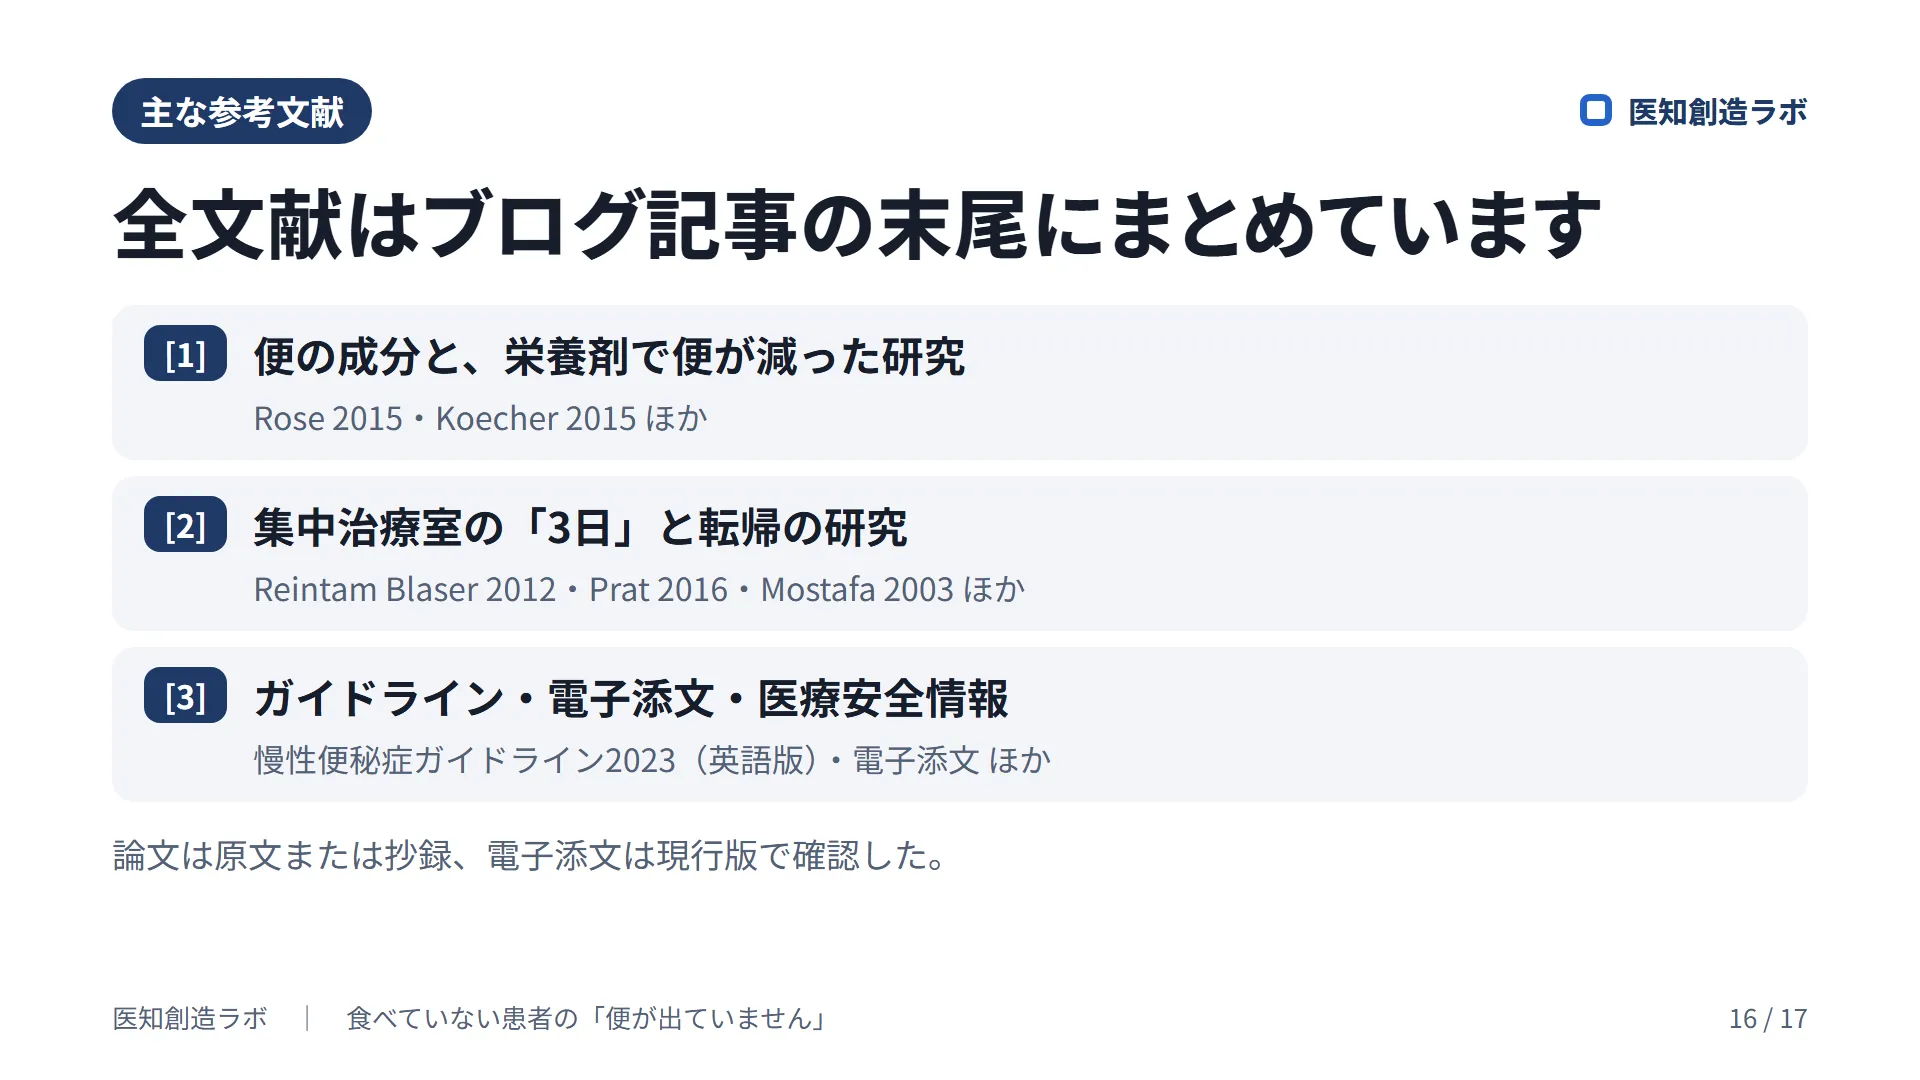 主な参考文献
医知創造ラボ
全文献はブログ記事の末尾にまとめています
[1] 便の成分と、栄養剤で便が減った研究
Rose 2015・Koecher 2015 ほか
[2] 集中治療室の「3日」と転帰の研究
Reintam Blaser 2012・Prat 2016・Mostafa 2003 ほか
[3] ガイドライン・電子添文・医療安全情報
慢性便秘症ガイドライン2023（英語版）・電子添文 ほか
論文は原文または抄録、電子添文は現行版で確認した。
医知創造ラボ ｜ 食べていない患者の「便が出ていません」
16 / 17